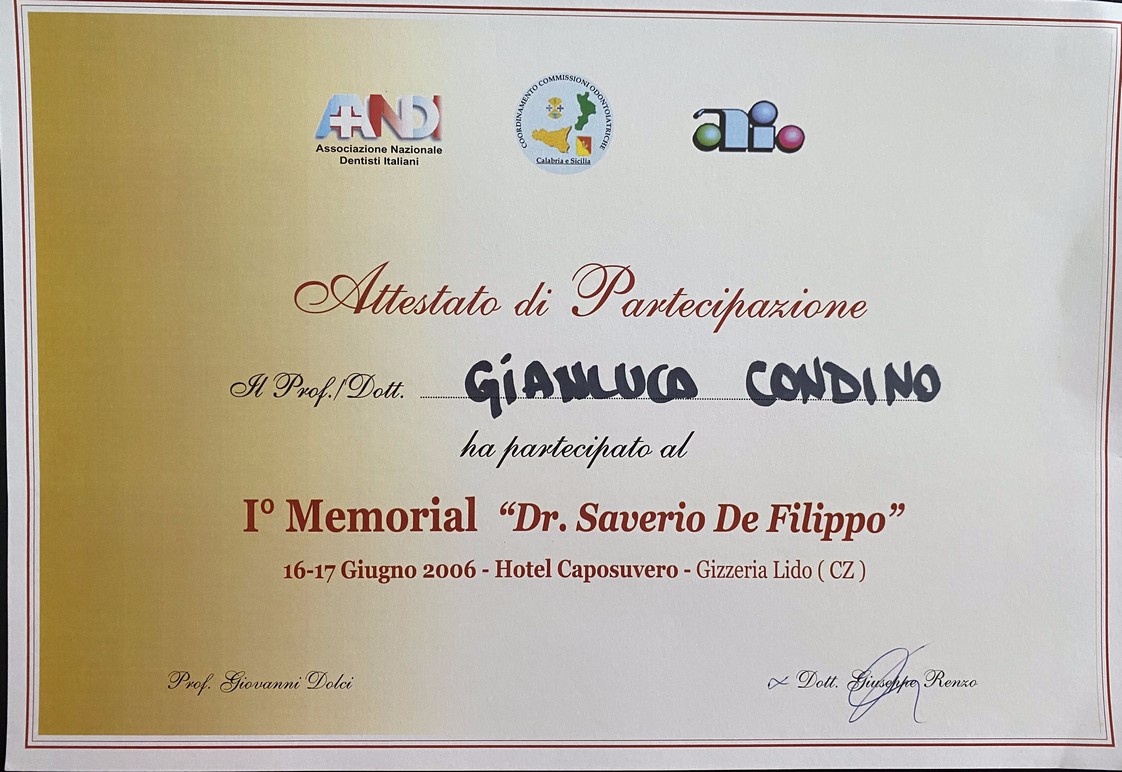 ANDI
Associazione Nazionale
Dentisti Italiani
COORDINAMENTO COMMISSIONI ODONTOIATRICHE
Calabria e Sicilia
aio
Attestato di Partecipazione
Il Prof./Dott. GIANLUCA CONDINO
ha partecipato al
I° Memorial “Dr. Saverio De Filippo”
16-17 Giugno 2006 - Hotel Caposuvero - Gizzeria Lido ( CZ )
Prof. Giovanni Dolci
Dott. Giuseppe Renzo